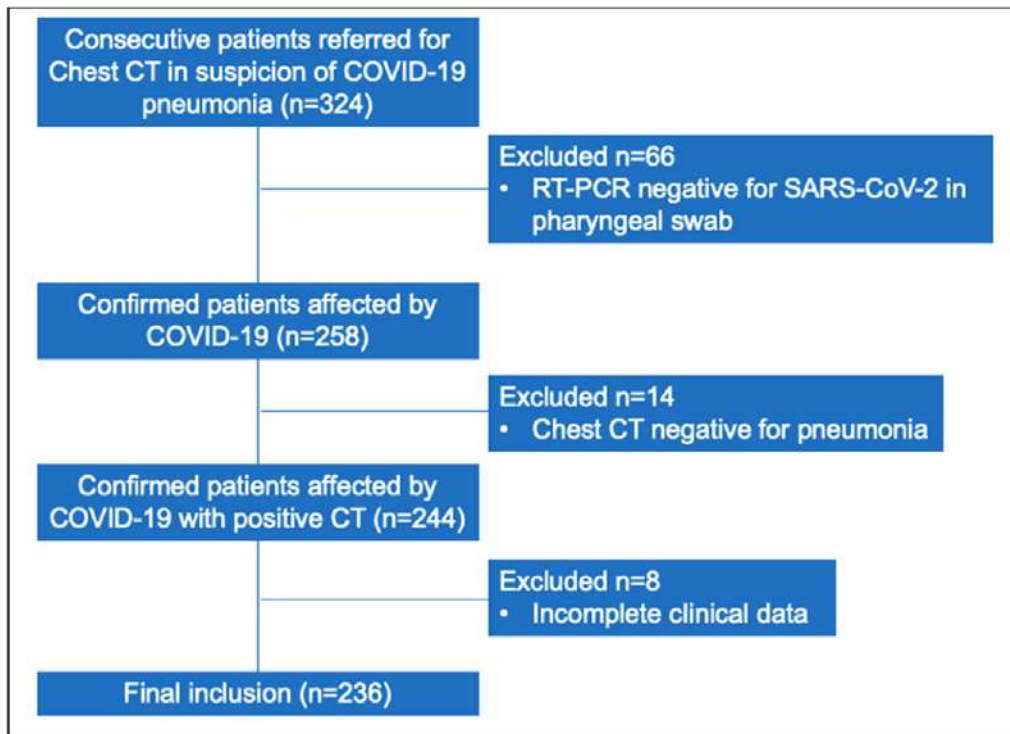 Consecutive patients referred for
Chest CT in suspicion of COVID-19
pneumonia (n=324)
Excluded n=66
• RT-PCR negative for SARS-CoV-2 in
pharyngeal swab
Confirmed patients affected by
COVID-19 (n=258)
Excluded n=14
• Chest CT negative for pneumonia
Confirmed patients affected by
COVID-19 with positive CT (n=244)
Excluded n=8
• Incomplete clinical data
Final inclusion (n=236)